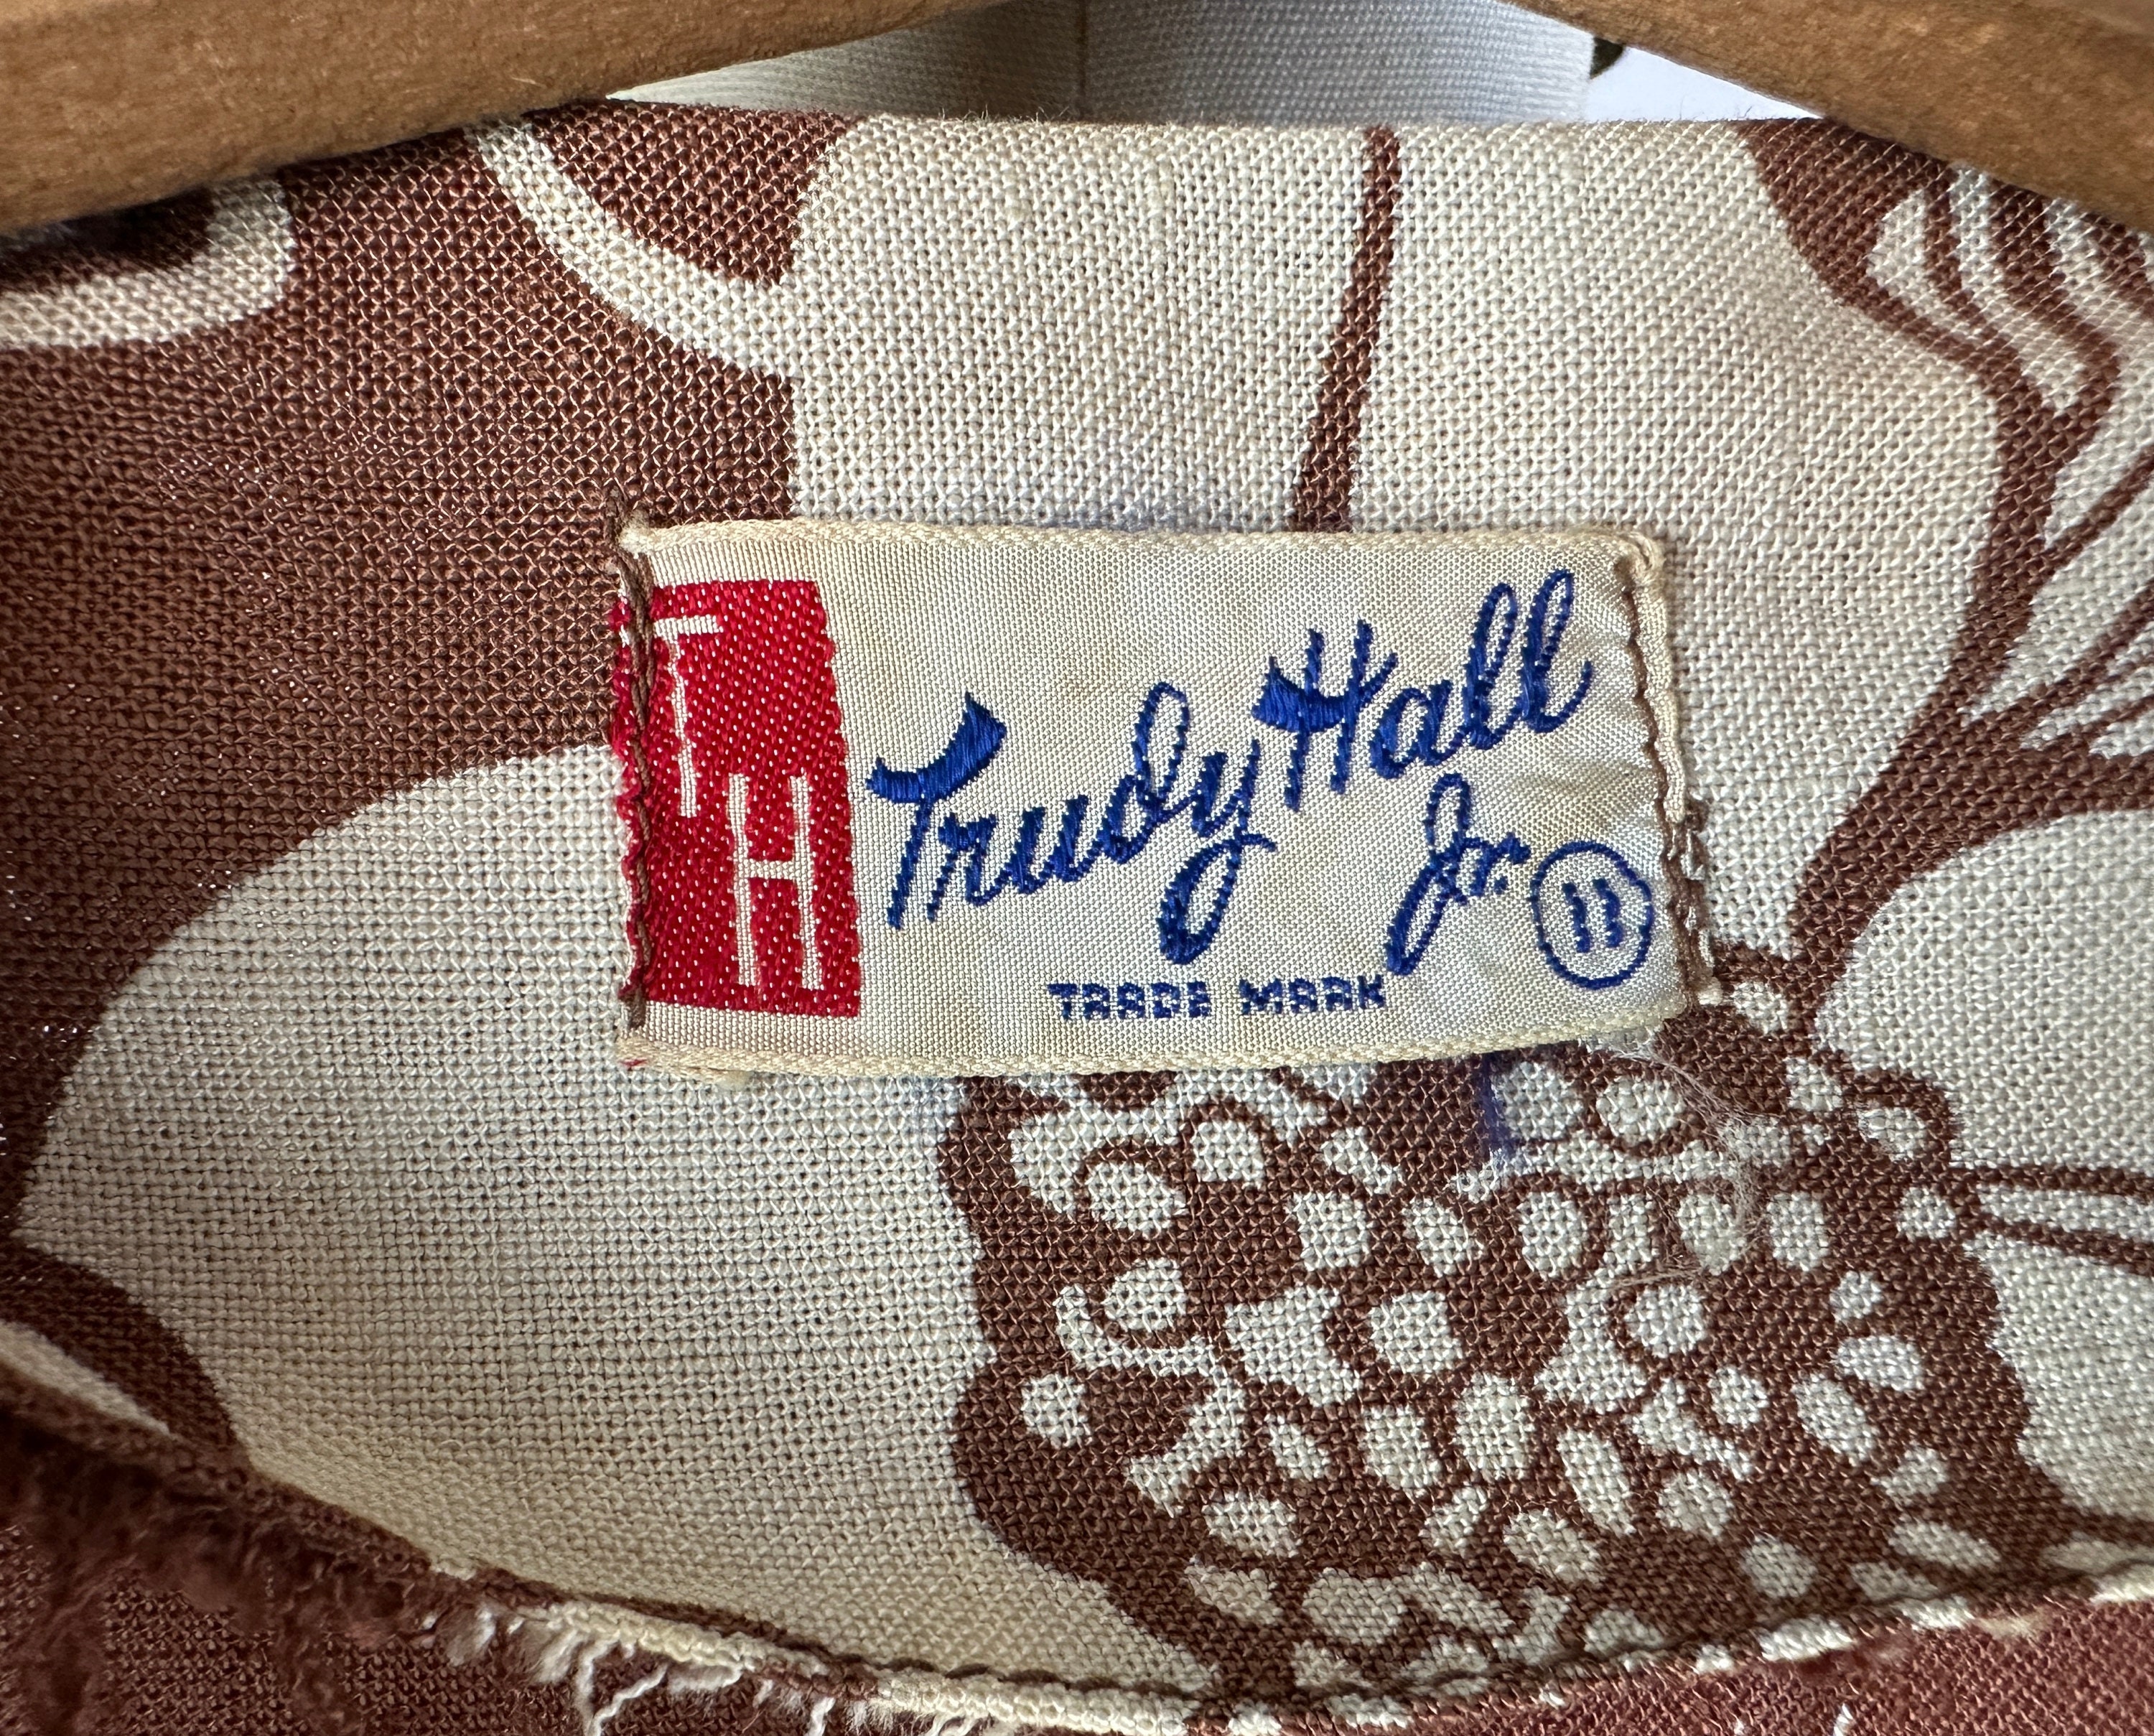 TH
Trudy Hall
Jr. 11
TRADE MARK